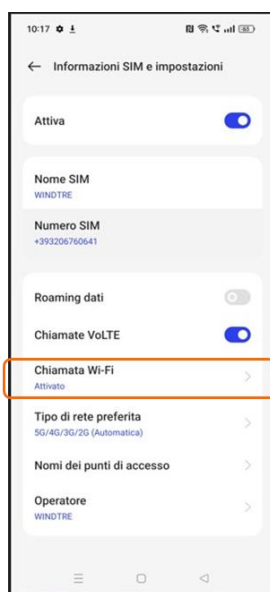 10:17
65
Informazioni SIM e impostazioni
Attiva
Nome SIM
WINDTRE
Numero SIM
+393206760641
Roaming dati
Chiamate VoLTE
Chiamata Wi-Fi
Attivato
Tipo di rete preferita
5G/4G/3G/2G (Automatica)
Nomi dei punti di accesso
Operatore
WINDTRE